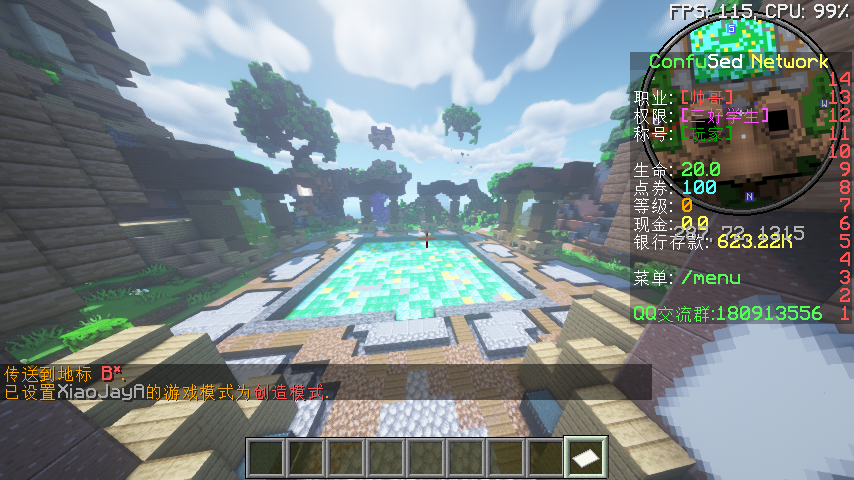 FPS: 115, CPU: 99%
S
ConfuSed Network
14
职业: [帅哥] 13
W
权限: [三好学生] 12
称号: [玩家] 11
10
生命: 20.0 9
点券: 100 8
等级: 0 7
N
现金: 0.0 6
287, 72, 1315
银行存款: 623.22K 5
4
菜单: /menu 3
2
QQ交流群:180913556 1
传送到地标 B*.
已设置XiaoJayA的游戏模式为创造模式.